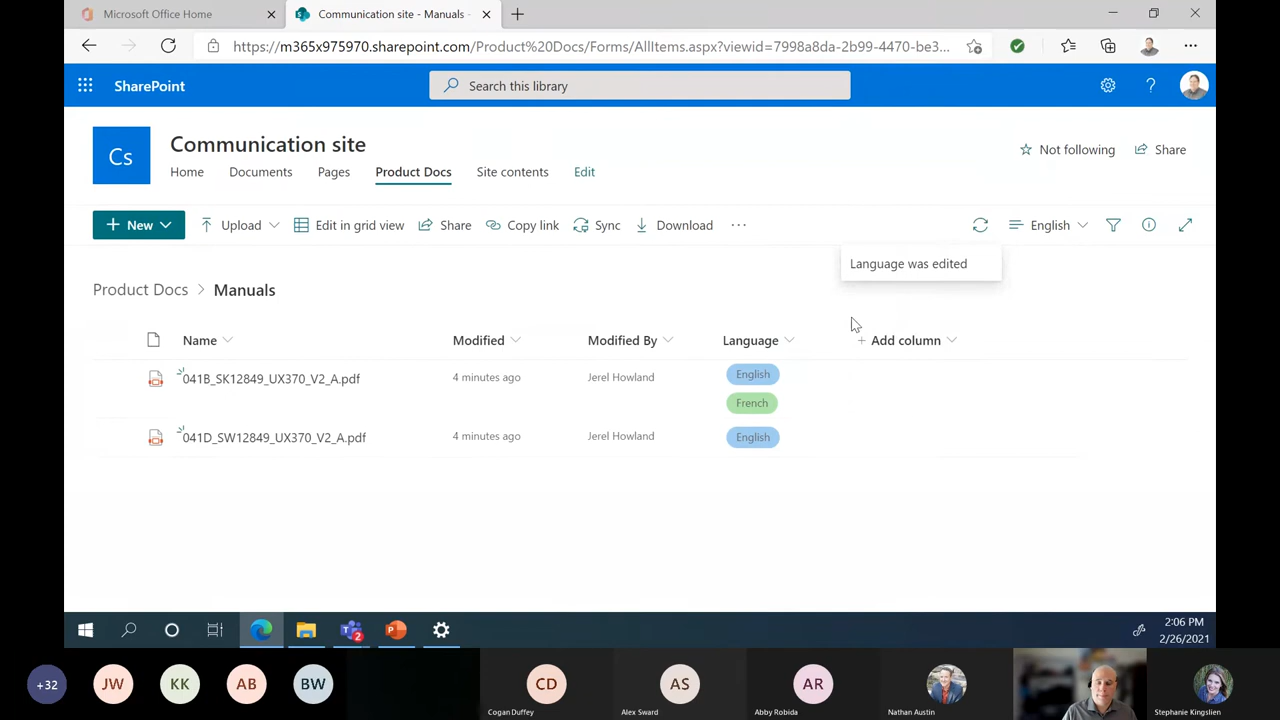 Microsoft Office Home
Communication site - Manuals -
https://m365x975970.sharepoint.com/Product%20Docs/Forms/AllItems.aspx?viewid=7998a8da-2b99-4470-be3...
SharePoint
Search this library
Cs
Communication site
Not following
Share
Home
Documents
Pages
Product Docs
Site contents
Edit
New
Upload
Edit in grid view
Share
Copy link
Sync
Download
English
Language was edited
Product Docs > Manuals
Name
Modified
Modified By
Language
+ Add column
041B_SK12849_UX370_V2_A.pdf
4 minutes ago
Jerel Howland
English
French
041D_SW12849_UX370_V2_A.pdf
4 minutes ago
Jerel Howland
English
2
2:06 PM
2/26/2021
+32
JW
KK
AB
BW
CD
Cogan Duffey
AS
Alex Sward
AR
Abby Robida
Nathan Austin
Stephanie Kingslien